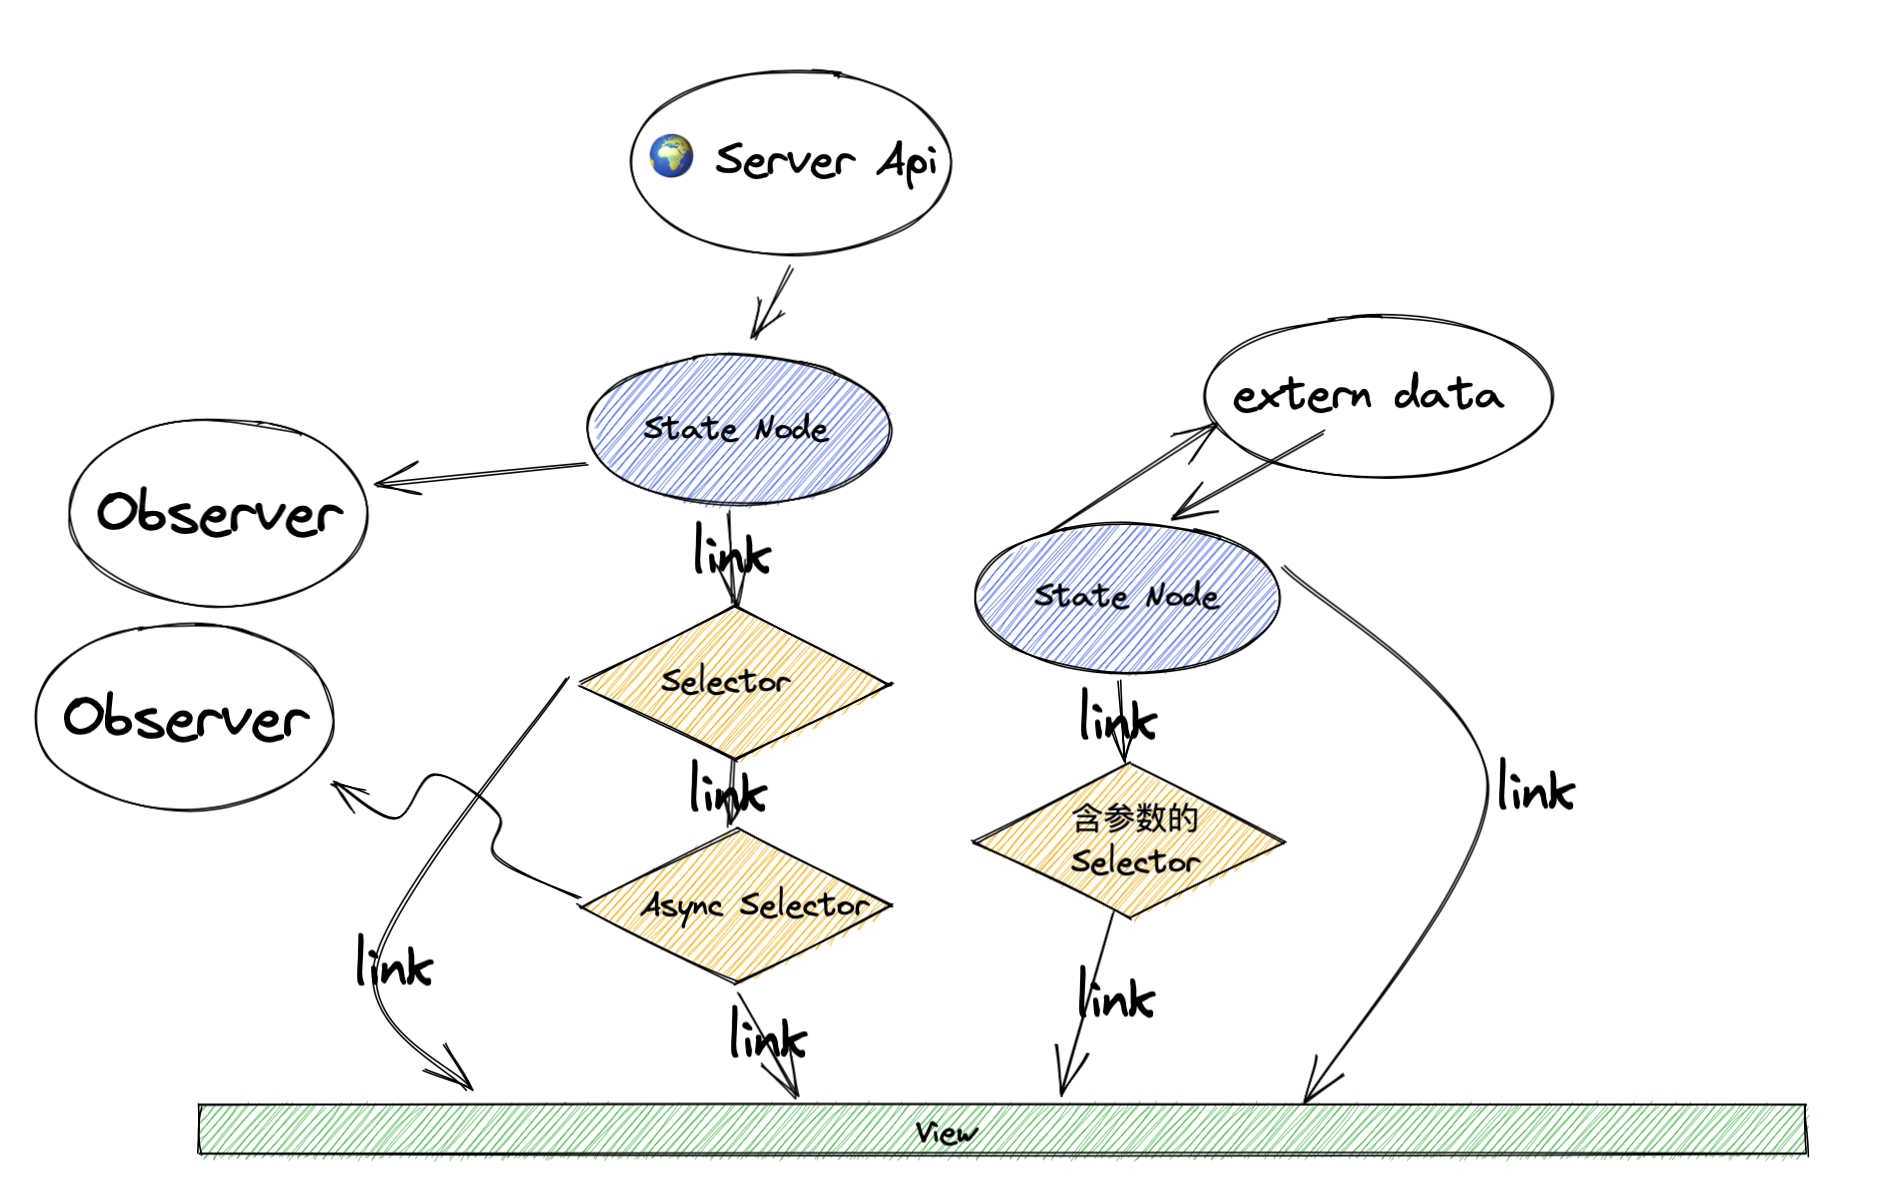 🌍 Server Api
extern data
State Node
Observer
link
State Node
Selector
Observer
link
link
link
含参数的
Selector
Async Selector
link
link
link
link
View